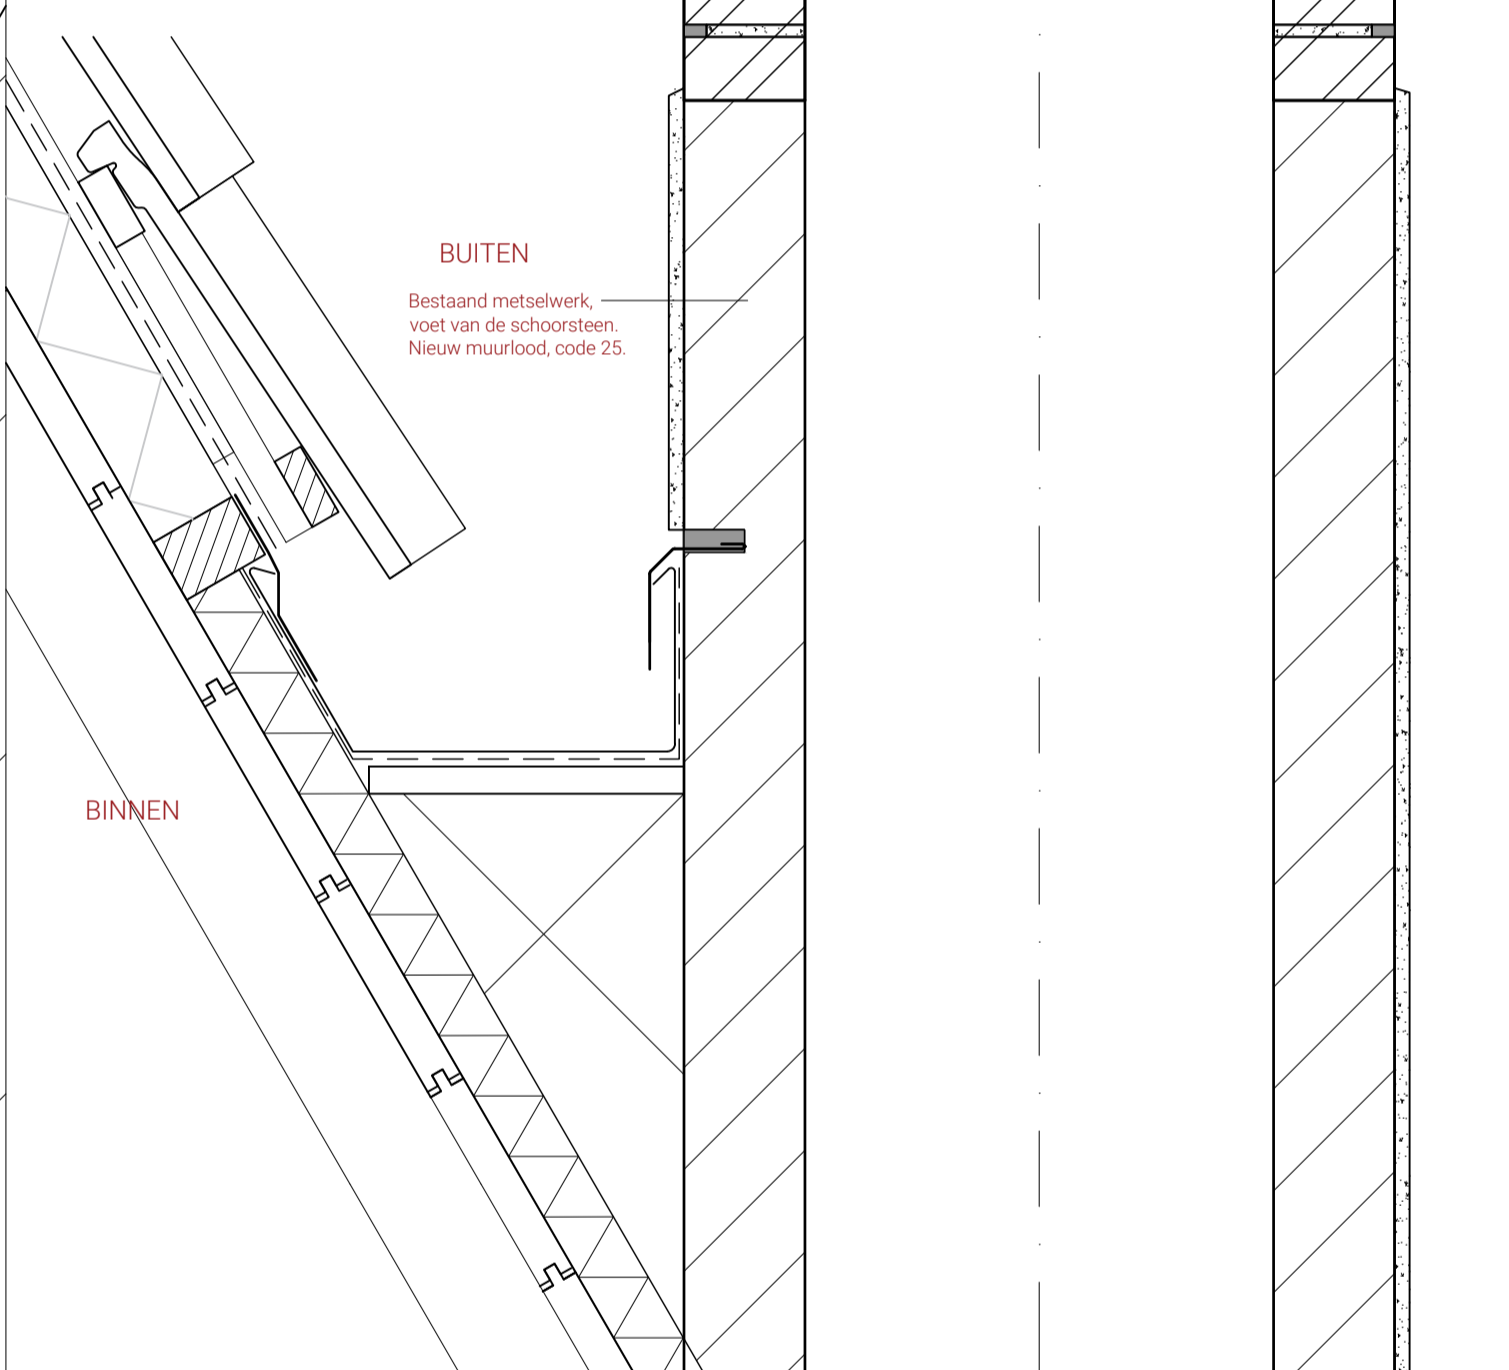 BUITEN
Bestaand metselwerk,
voet van de schoorsteen.
Nieuw muurlood, code 25.
BINNEN